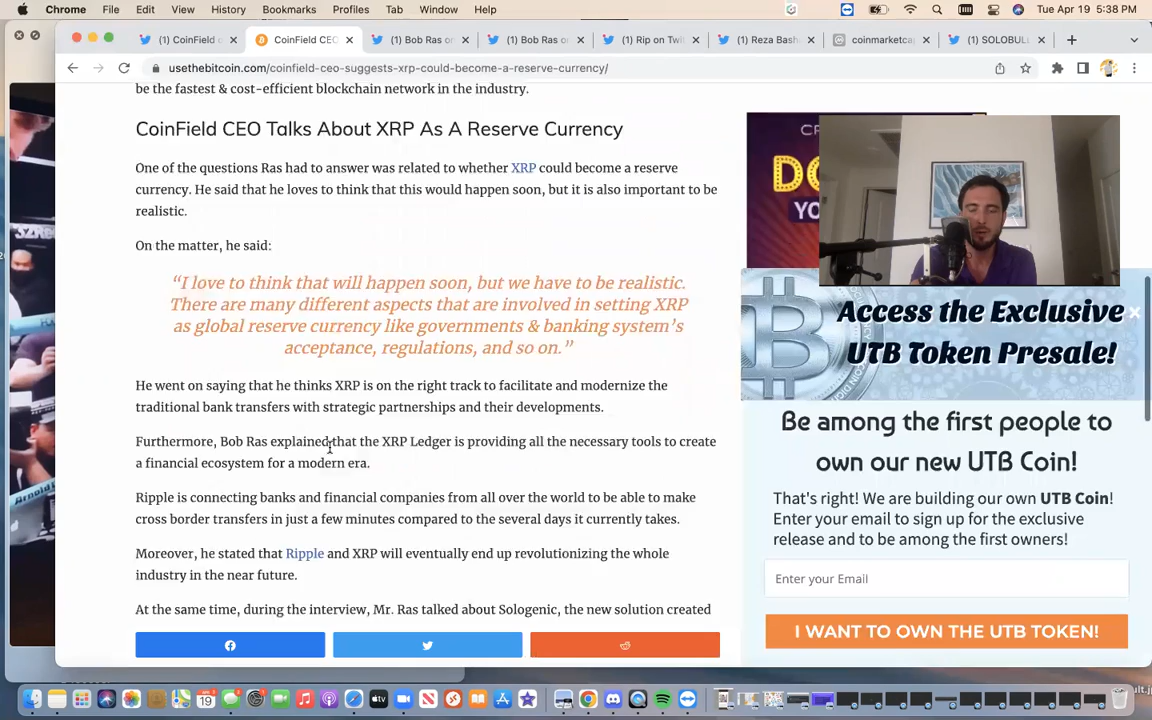 Chrome File Edit View History Bookmarks Profiles Tab Window Help Tue Apr 19 5:38 PM
(1) CoinField (1) Bob Ras on (1) Bob Ras on (1) Rip on Twit (1) Reza Bash coinmarketca (1) SOLOBULL
CoinField CEO
usethebitcoin.com/coinfield-ceo-suggests-xrp-could-become-a-reserve-currency/
be the fastest & cost-efficient blockchain network in the industry.
CoinField CEO Talks About XRP As A Reserve Currency
One of the questions Ras had to answer was related to whether XRP could become a reserve
currency. He said that he loves to think that this would happen soon, but it is also important to be
realistic.
On the matter, he said:
“I love to think that will happen soon, but we have to be realistic.
There are many different aspects that are involved in setting XRP
as global reserve currency like governments & banking system’s
acceptance, regulations, and so on.”
He went on saying that he thinks XRP is on the right track to facilitate and modernize the
traditional bank transfers with strategic partnerships and their developments.
Furthermore, Bob Ras explained that the XRP Ledger is providing all the necessary tools to create
a financial ecosystem for a modern era.
Ripple is connecting banks and financial companies from all over the world to be able to make
cross border transfers in just a few minutes compared to the several days it currently takes.
Moreover, he stated that Ripple and XRP will eventually end up revolutionizing the whole
industry in the near future.
At the same time, during the interview, Mr. Ras talked about Sologenic, the new solution created
Access the Exclusive
UTB Token Presale!
Be among the first people to
own our new UTB Coin!
That's right! We are building our own UTB Coin!
Enter your email to sign up for the exclusive
release and to be among the first owners!
Enter your Email
I WANT TO OWN THE UTB TOKEN!